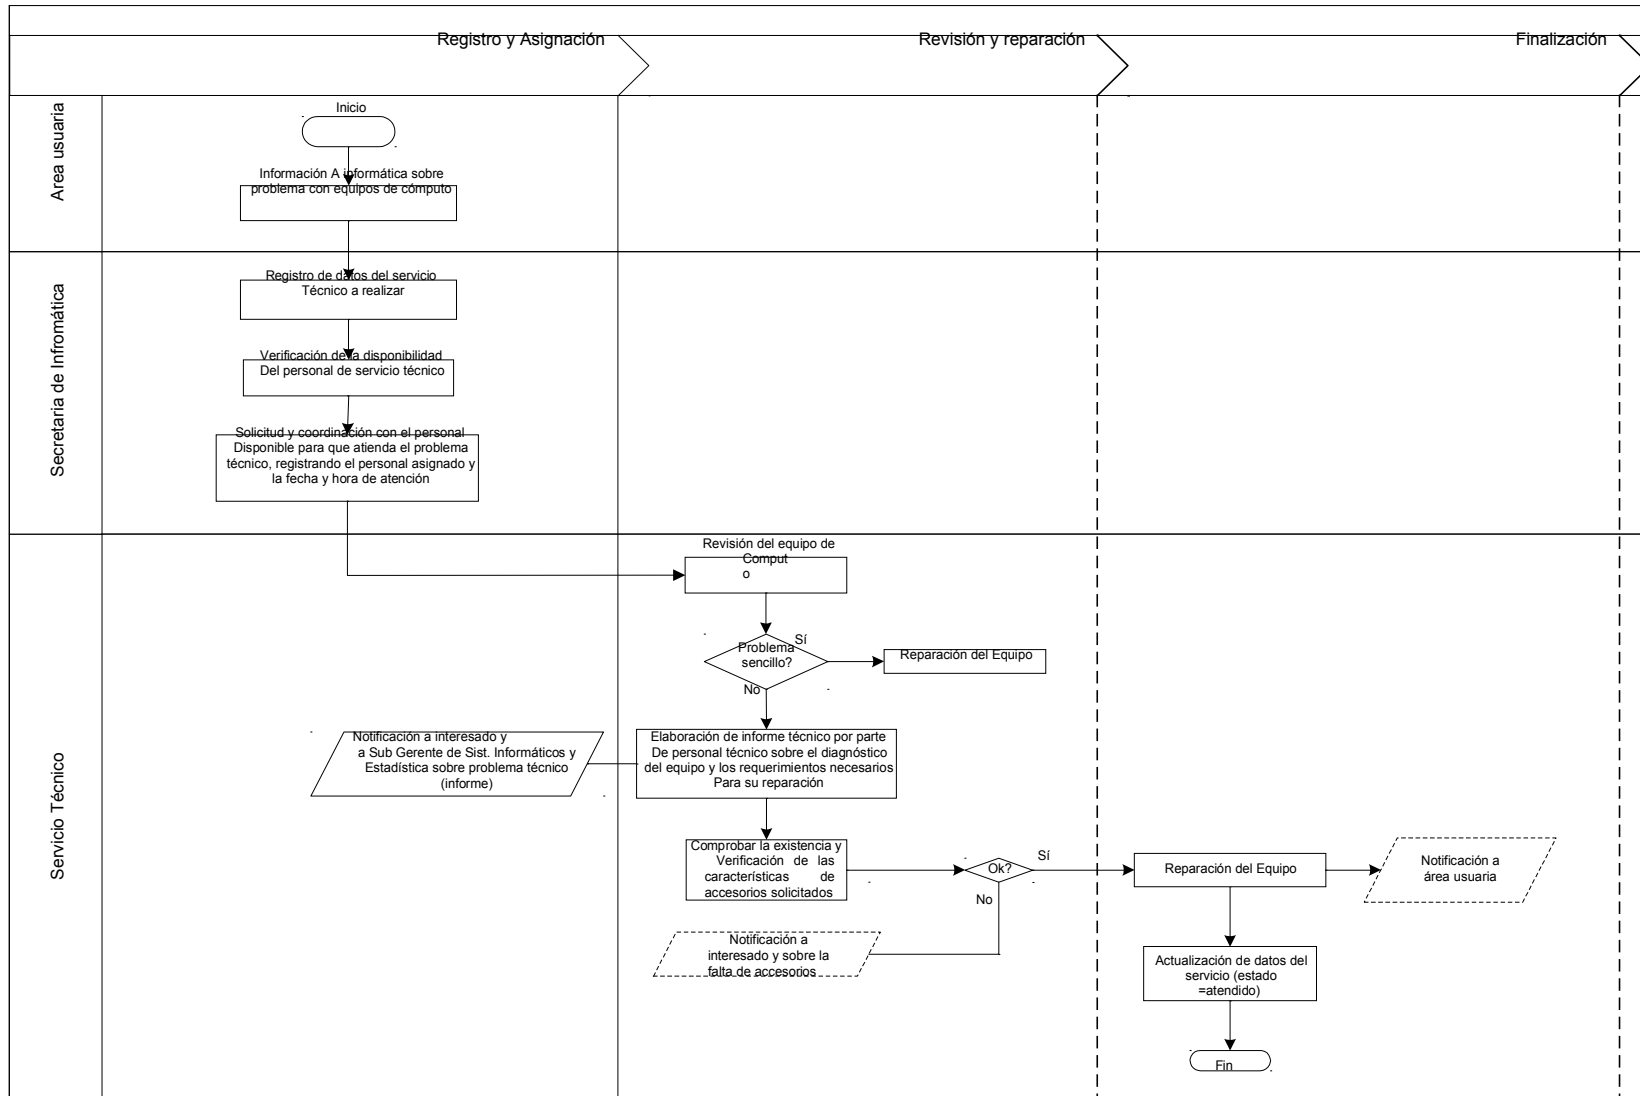 Registro y Asignación
Revisión y reparación
Finalización
Area usuaria
Inicio
Información A informática sobre
problema con equipos de cómputo
Secretaria de Infromática
Registro de datos del servicio
Técnico a realizar
Verificación de la disponibilidad
Del personal de servicio técnico
Solicitud y coordinación con el personal
Disponible para que atienda el problema
técnico, registrando el personal asignado y
la fecha y hora de atención
Servicio Técnico
Revisión del equipo de
Comput
o
Problema
sencillo?
Sí
No
Reparación del Equipo
Elaboración de informe técnico por parte
De personal técnico sobre el diagnóstico
del equipo y los requerimientos necesarios
Para su reparación
Notificación a interesado y
a Sub Gerente de Sist. Informáticos y
Estadística sobre problema técnico
(informe)
Comprobar la existencia y
Verificación de las
características de
accesorios solicitados
Ok?
Sí
No
Notificación a
interesado y sobre la
falta de accesorios
Reparación del Equipo
Notificación a
área usuaria
Actualización de datos del
servicio (estado
=atendido)
Fin